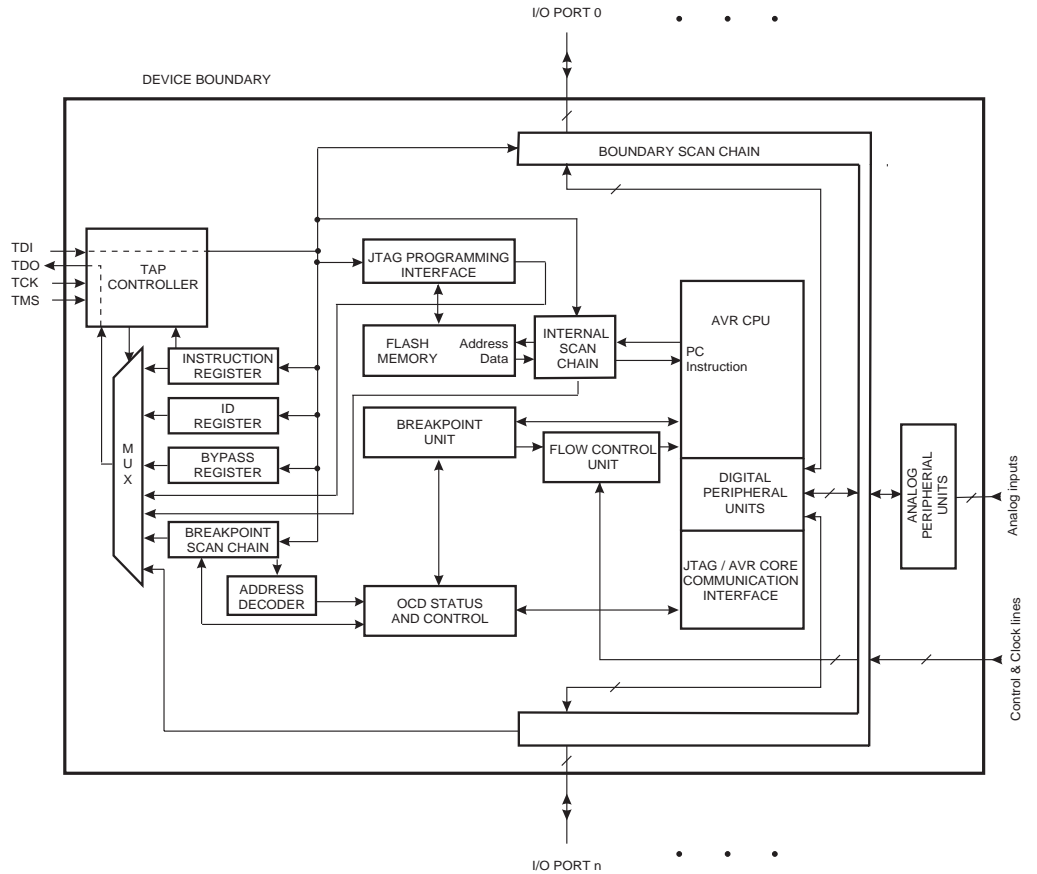 I/O PORT 0
DEVICE BOUNDARY
BOUNDARY SCAN CHAIN
TDI
TDO
TCK
TMS
TAP
CONTROLLER
JTAG PROGRAMMING
INTERFACE
AVR CPU
FLASH
MEMORY
Address
Data
INTERNAL
SCAN
CHAIN
PC
Instruction
INSTRUCTION
REGISTER
ID
REGISTER
M
U
X
BREAKPOINT
UNIT
FLOW CONTROL
UNIT
BYPASS
REGISTER
DIGITAL
PERIPHERAL
UNITS
ANALOG
PERIPHERIAL
UNITS
Analog inputs
BREAKPOINT
SCAN CHAIN
ADDRESS
DECODER
OCD STATUS
AND CONTROL
JTAG / AVR CORE
COMMUNICATION
INTERFACE
Control & Clock lines
I/O PORT n